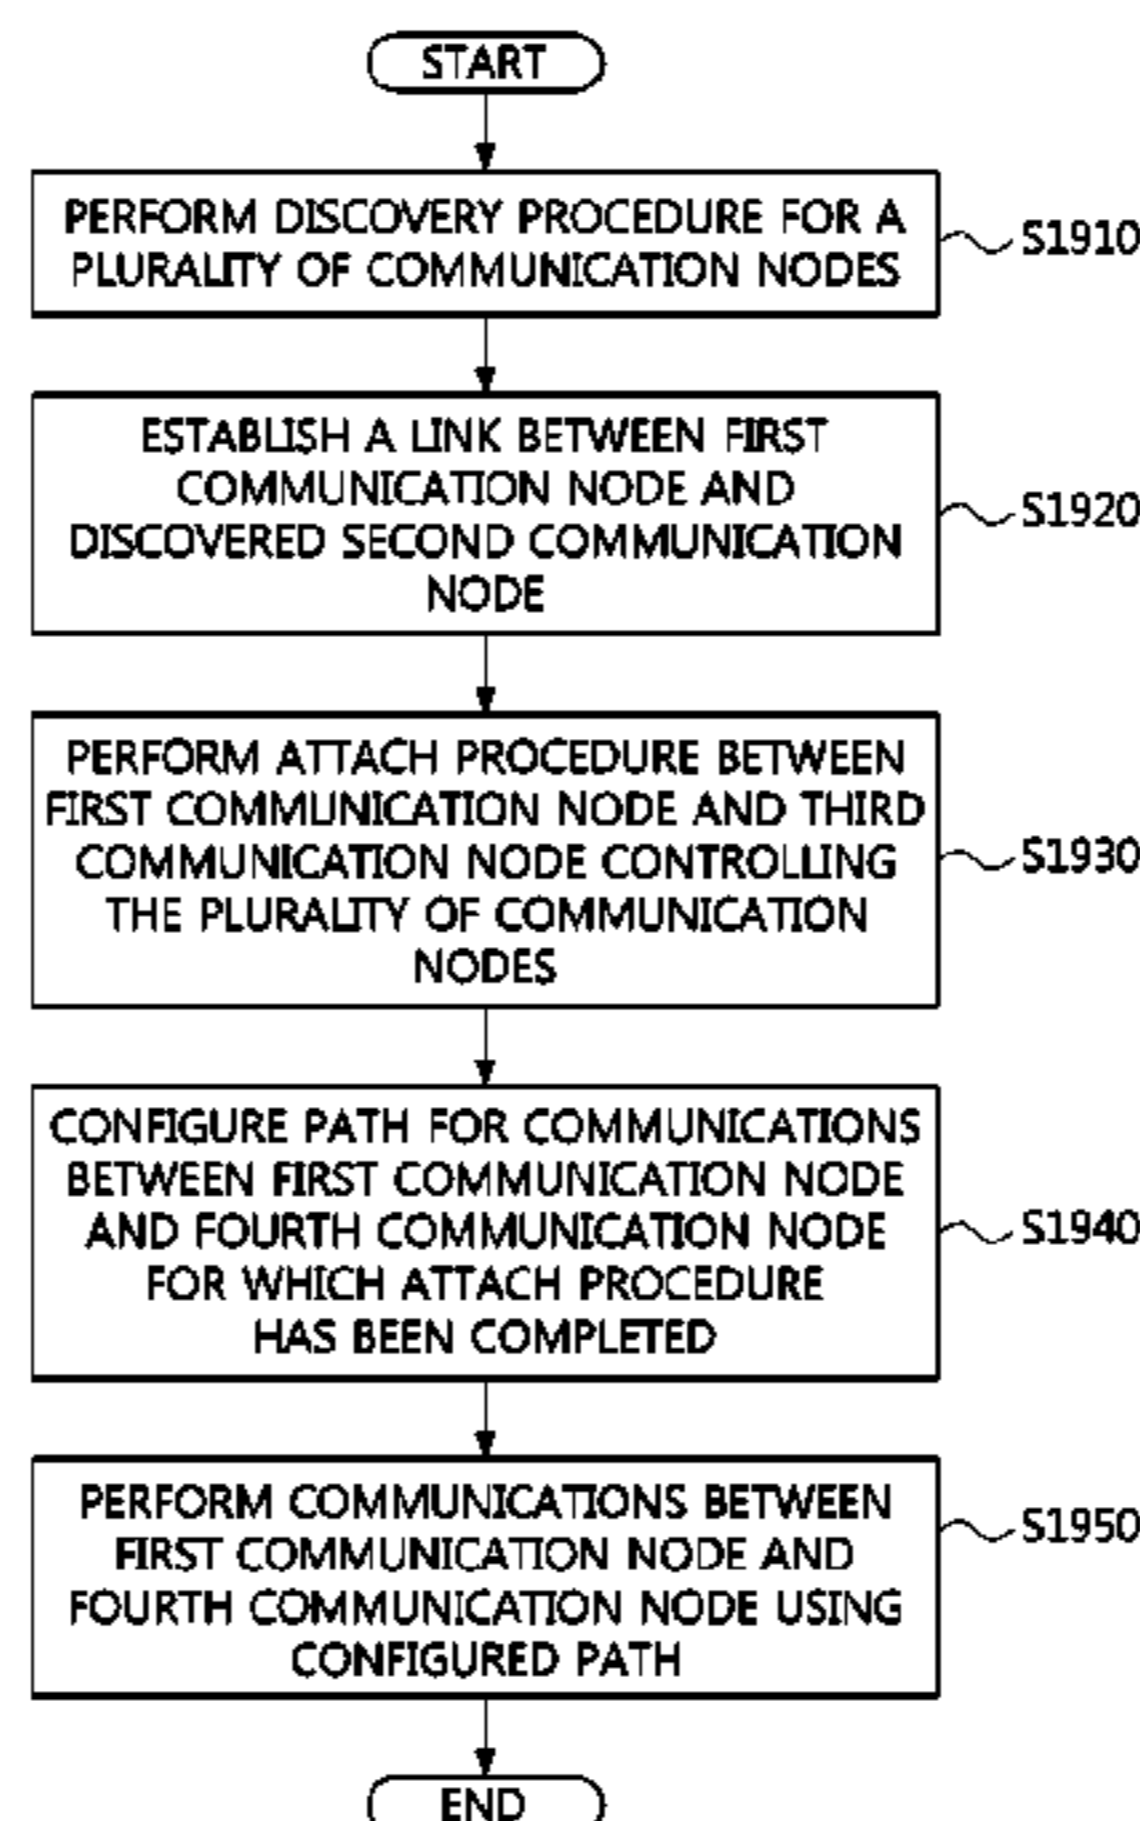 START
PERFORM DISCOVERY PROCEDURE FOR A
PLURALITY OF COMMUNICATION NODES
S1910
ESTABLISH A LINK BETWEEN FIRST
COMMUNICATION NODE AND
DISCOVERED SECOND COMMUNICATION
NODE
S1920
PERFORM ATTACH PROCEDURE BETWEEN
FIRST COMMUNICATION NODE AND THIRD
COMMUNICATION NODE CONTROLLING
THE PLURALITY OF COMMUNICATION
NODES
S1930
CONFIGURE PATH FOR COMMUNICATIONS
BETWEEN FIRST COMMUNICATION NODE
AND FOURTH COMMUNICATION NODE
FOR WHICH ATTACH PROCEDURE
HAS BEEN COMPLETED
S1940
PERFORM COMMUNICATIONS BETWEEN
FIRST COMMUNICATION NODE AND
FOURTH COMMUNICATION NODE USING
CONFIGURED PATH
S1950
END